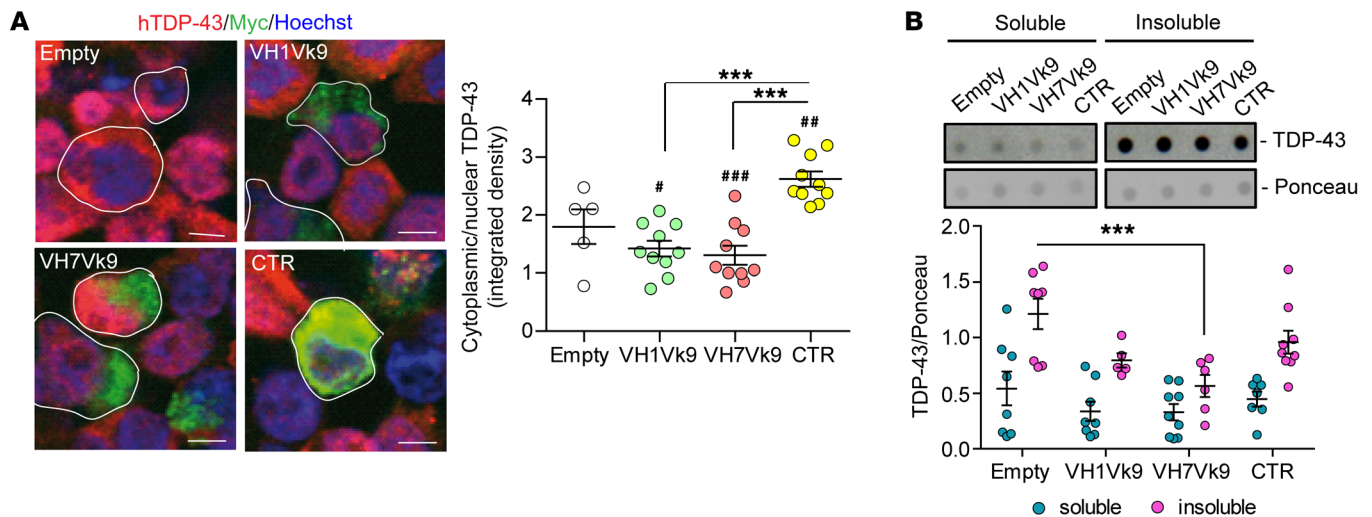 A
hTDP-43/Myc/Hoechst
Empty
VH1Vk9
VH7Vk9
CTR
Cytoplasmic/nuclear TDP-43
(integrated density)
4
3
2
1
0
***
***
#
###
##
Empty
VH1Vk9
VH7Vk9
CTR
B
Soluble
Insoluble
Empty
VH1Vk9
VH7Vk9
CTR
Empty
VH1Vk9
VH7Vk9
CTR
- TDP-43
- Ponceau
TDP-43/Ponceau
2.0
1.5
1.0
0.5
0.0
***
Empty
VH1Vk9
VH7Vk9
CTR
soluble
insoluble